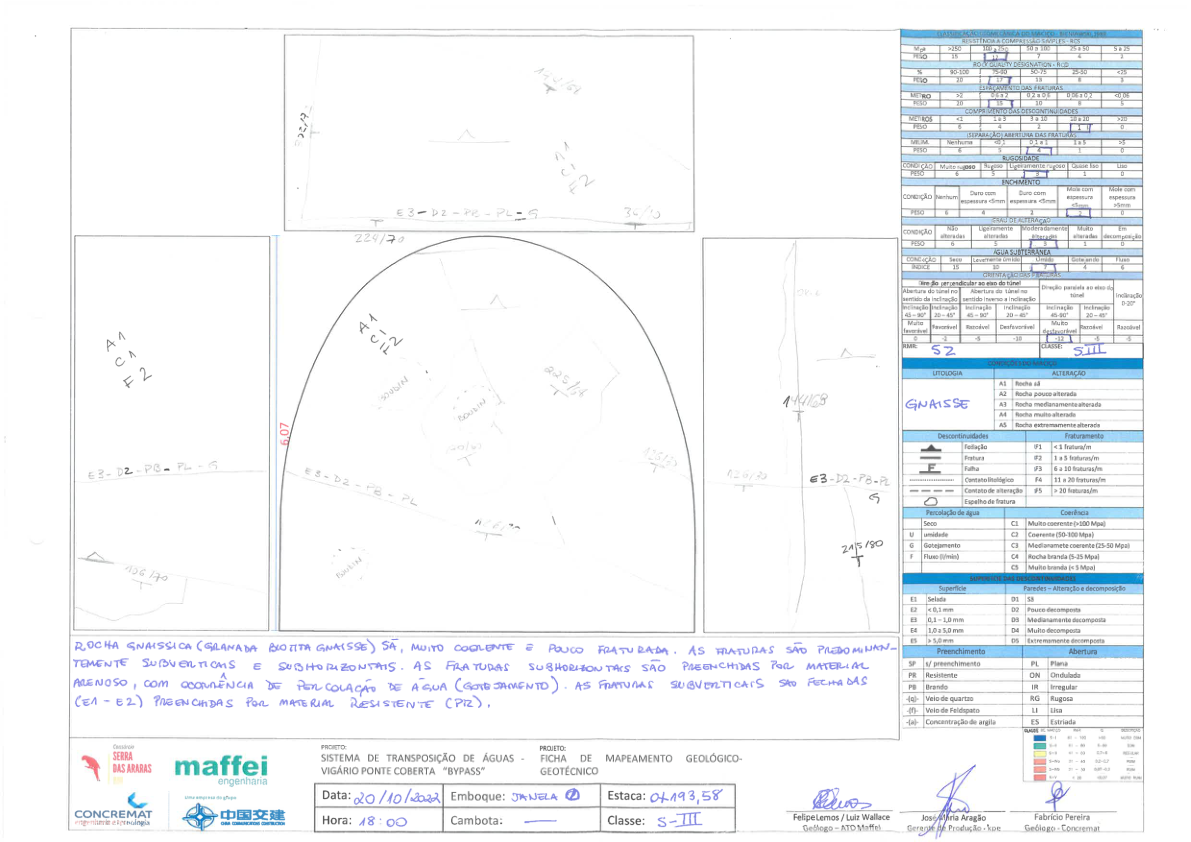 CLASSIFICAÇÃO GEOMECÂNICA DO MACIÇO - BIENIAWSKI 1989
RESISTÊNCIA A COMPRESSÃO SIMPLES - RCS
Mpa >250 100 a 250 50 a 100 25 a 50 5 a 25
PESO 15 12 7 4 2
ROCK QUALITY DESIGNATION - RQD
% 90-100 75-90 50-75 25-50 <25
PESO 20 17 13 8 3
ESPAÇAMENTO DAS FRATURAS
METRO >2 0,6 a 2 0,2 a 0,6 0,06 a 0,2 <0,06
PESO 20 15 10 8 5
COMPRIMENTO DAS DESCONTINUIDADES
METROS <1 1 a 3 3 a 10 10 a 20 >20
PESO 6 4 2 1 0
(SEPARAÇÃO) ABERTURA DAS FRATURAS
MILIM. Nenhuma <0,1 0,1 a 1 1 a 5 >5
PESO 6 5 4 1 0
RUGOSIDADE
CONDIÇÃO Muito rugoso Rugoso Ligeiramente rugoso Quase liso Liso
PESO 6 5 3 1 0
ENCHIMENTO
CONDIÇÃO Nenhum Duro com espessura <5mm Duro com espessura <5mm Mole com espessura <5mm Mole com espessura >5mm
PESO 6 4 2 2 0
GRAU DE ALTERAÇÃO
CONDIÇÃO Não alteradas Ligeiramente alteradas Moderadamente alteradas Muito alteradas Em decomposição
PESO 6 5 3 1 0
ÁGUA SUBTERRÂNEA
CONDIÇÃO Seco Levemente úmido Úmido Gotejando Fluxo
ÍNDICE 15 10 7 4 6
ORIENTAÇÃO DAS FRATURAS
Direção perpendicular ao eixo do túnel
Abertura do túnel no sentido da inclinação
Abertura do túnel no sentido inverso a inclinação
Direção paralela ao eixo do túnel
Inclinação 0-20°
Inclinação 45 – 90° Inclinação 20 – 45° Inclinação 45 – 90° Inclinação 20 – 45° Inclinação 45-90° Inclinação 20 – 45°
Muito favorável Favorável Razoável Desfavorável Muito desfavorável Razoável Razoável
0 -2 -5 -10 -12 -5 -5
RMR: 52 CLASSE: S III
LITOLOGIA ALTERAÇÃO
GNAISSE
A1 Rocha sã
A2 Rocha pouco alterada
A3 Rocha medianamente alterada
A4 Rocha muito alterada
A5 Rocha extremamente alterada
Descontinuidades Fraturamento
Foliação F1 < 1 fratura/m
Fratura F2 1 a 5 fraturas/m
F Falha F3 6 a 10 fraturas/m
Contato litológico F4 11 a 20 fraturas/m
Contato de alteração F5 > 20 fraturas/m
Espelho de fratura
Percolação de água Coerência
Seco C1 Muito coerente (>100 Mpa)
U umidade C2 Coerente (50-100 Mpa)
G Gotejamento C3 Medianamete coerente (25-50 Mpa)
F Fluxo (l/min) C4 Rocha branda (5-25 Mpa)
C5 Muito branda (< 5 Mpa)
SUPERFÍCIE DAS DESCONTINUIDADES
Superfície Paredes – Alteração e decomposição
E1 Selada D1 Sã
E2 < 0,1 mm D2 Pouco decomposta
E3 0,1 – 1,0 mm D3 Medianamente decomposta
E4 1,0 a 5,0 mm D4 Muito decomposta
E5 > 5,0 mm D5 Extremamente decomposta
Preenchimento Abertura
SP s/ preenchimento PL Plana
PR Resistente ON Ondulada
PB Brando IR Irregular
-(q)- Veio de quartzo RG Rugosa
-(f)- Veio de Feldspato LI Lisa
-(a)- Concentração de argila ES Estriada
A1
C1
F2
E3-D2-PB-PL-G
34/70
224/70
A1
C1
F2
E3-D2-PB-PL-G
136/70
6,07
A1
C1
F2
BOUDIN
225/58
BOUDIN
E3-D2-PB-PL
BOUDIN
144/68
E3-D2-PB-PL
G
215/80
ROCHA GNAISSICA (GRANADA BIOTITA GNAISSE) SÃ, MUITO COERENTE E POUCO FRATURADA. AS FRATURAS SÃO PREDOMINAN-
TEMENTE SUBVERTICAIS E SUBHORIZONTAIS. AS FRATURAS SUBHORIZONTAIS SÃO PREENCHIDAS POR MATERIAL
ARENOSO, COM OCORRÊNCIA DE PERCOLAÇÃO DE ÁGUA (GOTEJAMENTO). AS FRATURAS SUBVERTICAIS SÃO FECHADAS
(E1-E2) PREENCHIDAS POR MATERIAL RESISTENTE (PR).
SERRA
DAS ARARAS
maffei
engenharia
CONCREMAT
engenharia e tecnologia
Uma empresa do grupo
中国交建
CHINA COMMUNICATIONS CONSTRUCTION
PROJETO:
SISTEMA DE TRANSPOSIÇÃO DE ÁGUAS -
VIGÁRIO PONTE COBERTA "BYPASS"
PROJETO:
FICHA DE MAPEAMENTO GEOLÓGICO-
GEOTÉCNICO
Data: 20/10/2022 Emboque: JANELA 2 Estaca: 04193,58
Hora: 18:00 Cambota: — Classe: S-III
Felipe Lemos / Luiz Wallace
Geólogo – ATO Maffei
José Maria Aragão
Gerente de Produção -
Fabrício Pereira
Geólogo - Concremat